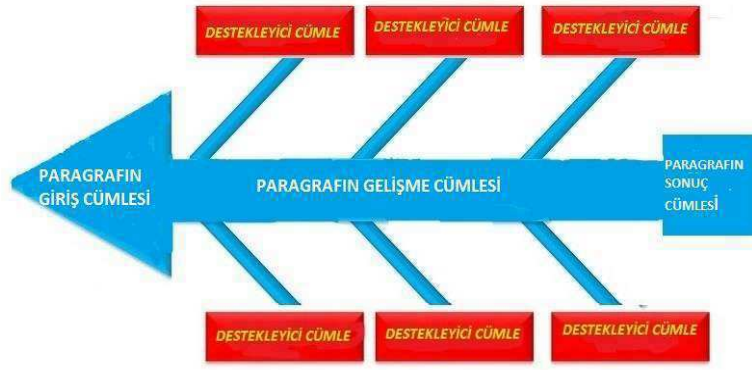 DESTEKLEYİCİ CÜMLE
DESTEKLEYİCİ CÜMLE
DESTEKLEYİCİ CÜMLE
PARAGRAFIN
GİRİŞ CÜMLESİ
PARAGRAFIN GELİŞME CÜMLESİ
PARAGRAFIN
SONUÇ
CÜMLESİ
DESTEKLEYİCİ CÜMLE
DESTEKLEYİCİ CÜMLE
DESTEKLEYİCİ CÜMLE